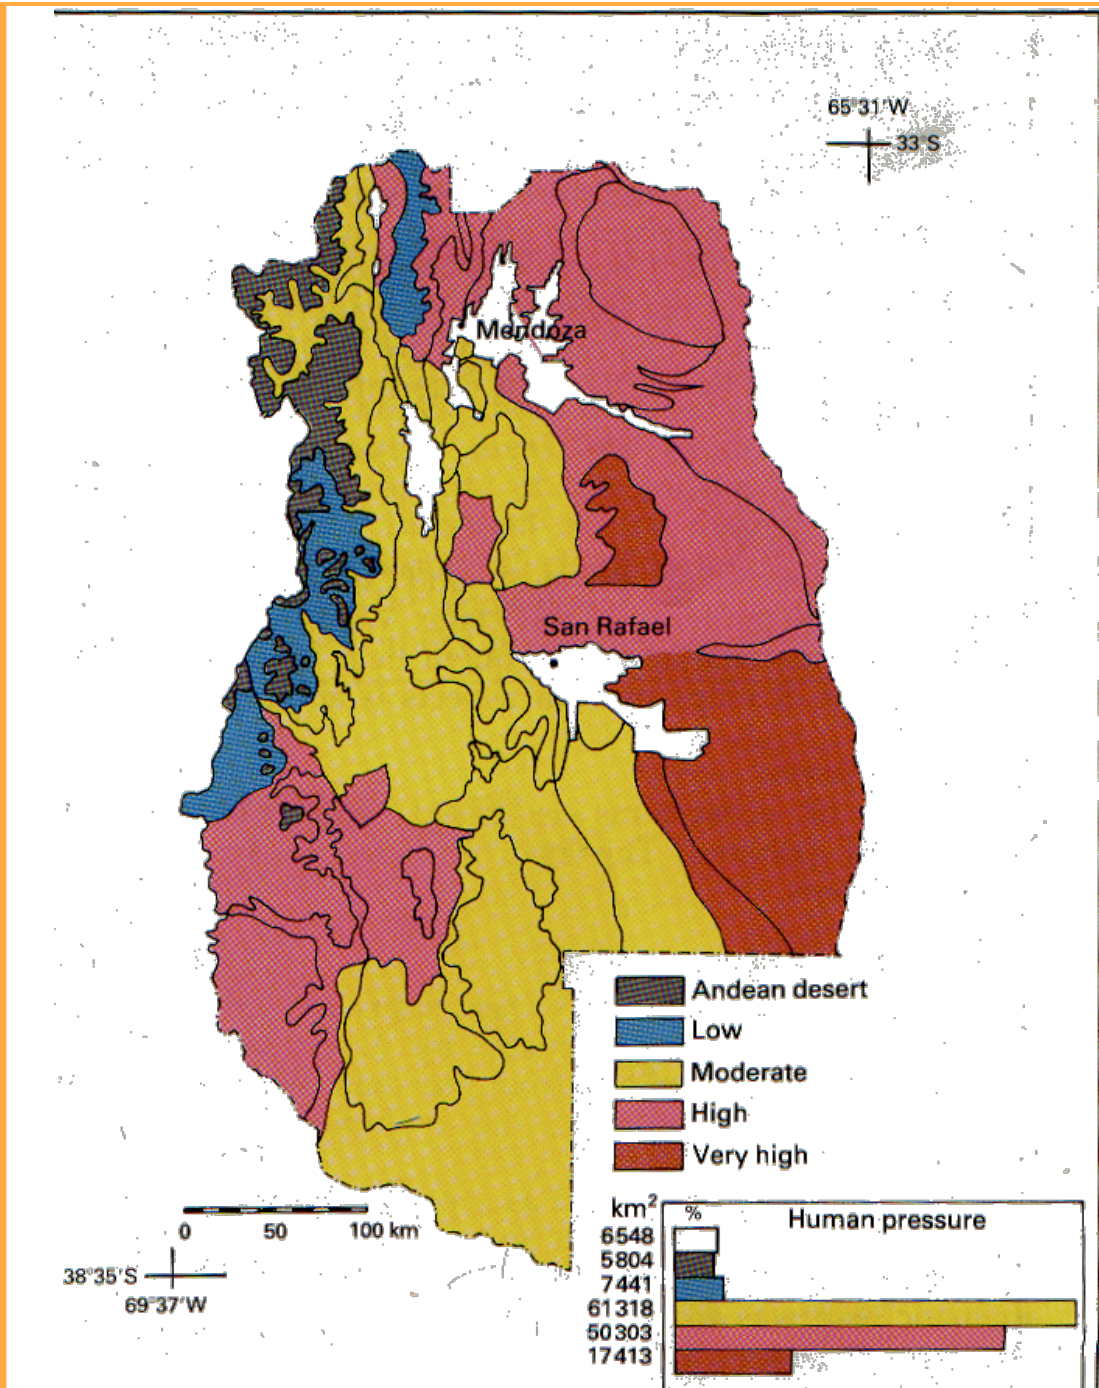 65°31'W
33 S
Mendoza
San Rafael
Andean desert
Low
Moderate
High
Very high
0 50 100 km
38°35'S
69°37'W
km² % Human pressure
6548
5804
7441
61318
50303
17413